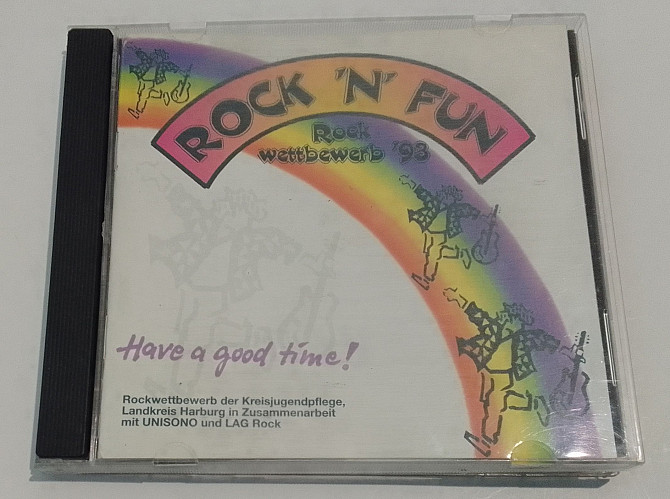 ROCK 'N' FUN
Rock
wettbewerb '93
Have a good time!
Rockwettbewerb der Kreisjugendpflege,
Landkreis Harburg in Zusammenarbeit
mit UNISONO und LAG Rock